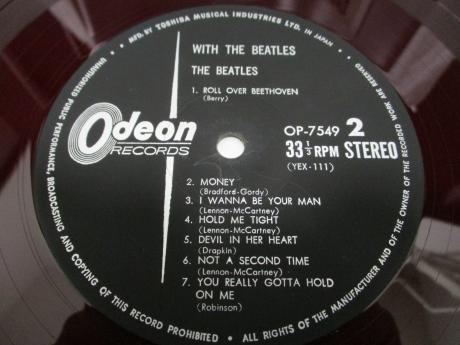 • MFD. BY TOSHIBA MUSICAL INDUSTRIES LTD. IN JAPAN • ALL RIGHTS OF THE MANUFACTURER AND OF THE OWNER OF THE RECORDED WORK ARE RESERVED
UNAUTHORIZED PUBLIC PERFORMANCE, BROADCASTING AND COPYING OF THIS RECORD PROHIBITED •
WITH THE BEATLES
THE BEATLES
1. ROLL OVER BEETHOVEN
(Berry)
Odeon
RECORDS
OP-7549 2
33 1/3 RPM STEREO
(YEX-111)
2. MONEY
(Bradford-Gordy)
3. I WANNA BE YOUR MAN
(Lennon-McCartney)
4. HOLD ME TIGHT
(Lennon-McCartney)
5. DEVIL IN HER HEART
(Drapkin)
6. NOT A SECOND TIME
(Lennon-McCartney)
7. YOU REALLY GOTTA HOLD
ON ME
(Robinson)